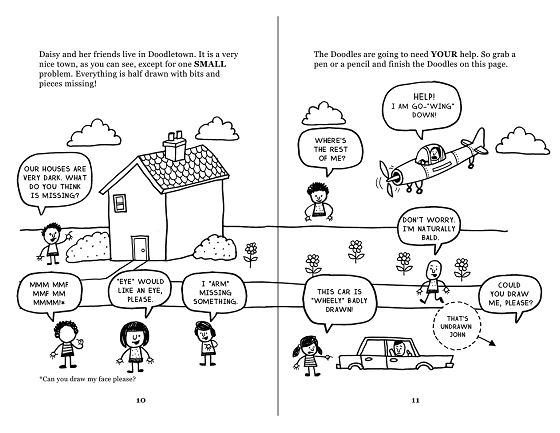 Daisy and her friends live in Doodletown. It is a very
nice town, as you can see, except for one SMALL
problem. Everything is half drawn with bits and
pieces missing!
OUR HOUSES ARE
VERY DARK. WHAT
DO YOU THINK
IS MISSING?
MMM MMF
MMF MM
MMMM!*
"EYE" WOULD
LIKE AN EYE,
PLEASE.
I "ARM"
MISSING
SOMETHING.
*Can you draw my face please?
10
The Doodles are going to need YOUR help. So grab a
pen or a pencil and finish the Doodles on this page.
HELP!
I AM GO-"WING"
DOWN!
WHERE'S
THE REST
OF ME?
DON'T WORRY.
I'M NATURALLY
BALD.
THIS CAR IS
"WHEELY" BADLY
DRAWN!
COULD
YOU DRAW
ME, PLEASE?
THAT'S
UNDRAWN
JOHN
11